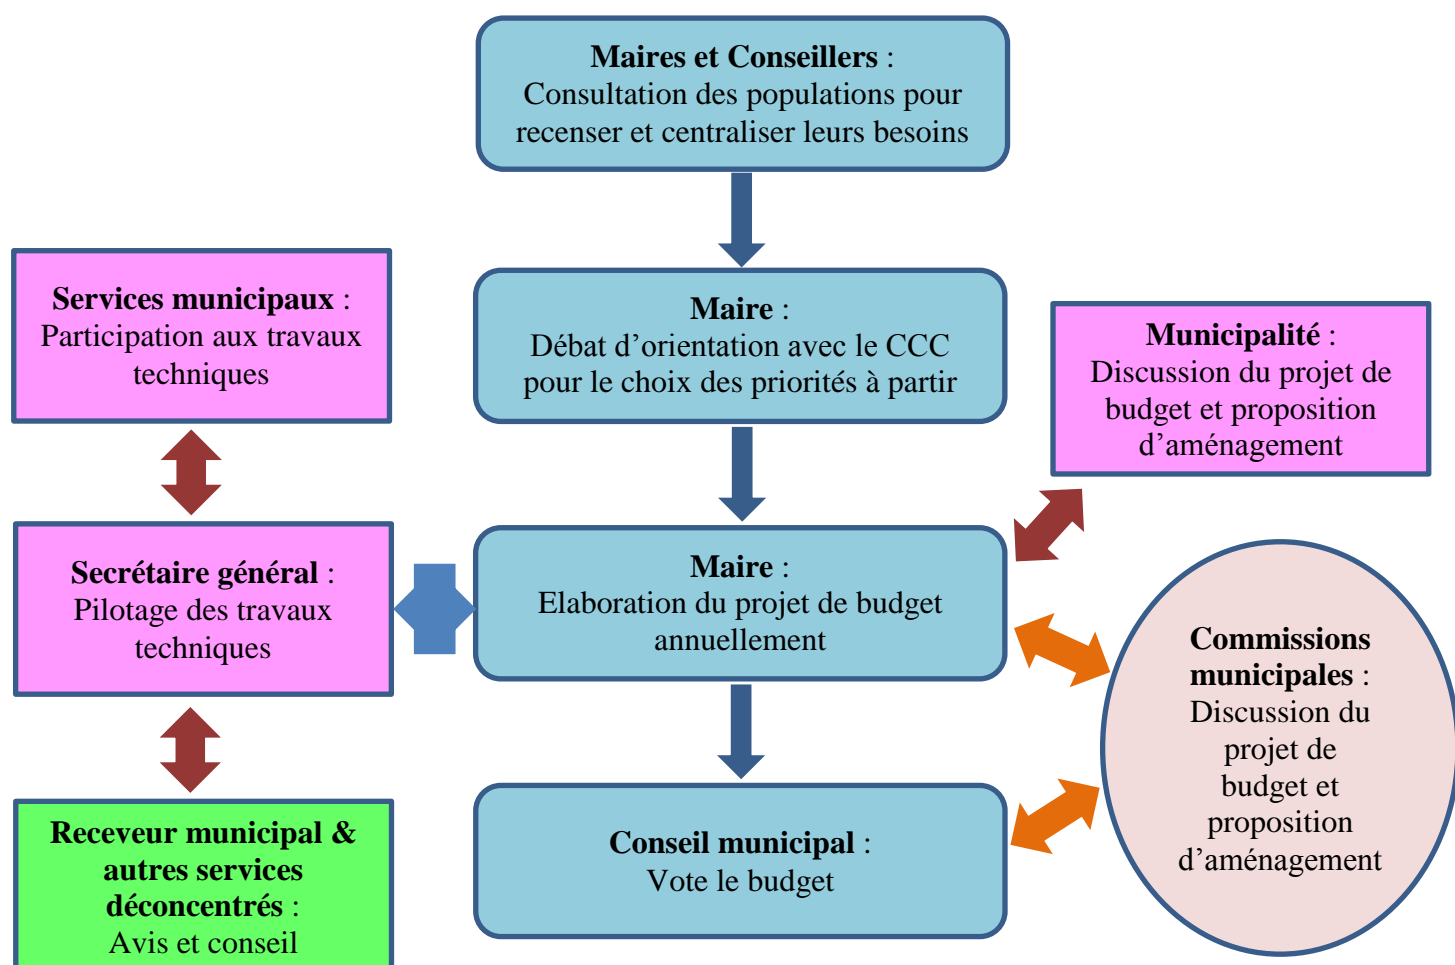 Maires et Conseillers :
Consultation des populations pour
recenser et centraliser leurs besoins
Services municipaux :
Participation aux travaux
techniques
Maire :
Débat d’orientation avec le CCC
pour le choix des priorités à partir
Municipalité :
Discussion du projet de
budget et proposition
d’aménagement
Secrétaire général :
Pilotage des travaux
techniques
Maire :
Elaboration du projet de budget
annuellement
Commissions
municipales :
Discussion du
projet de
budget et
proposition
d’aménagement
Receveur municipal &
autres services
déconcentrés :
Avis et conseil
Conseil municipal :
Vote le budget